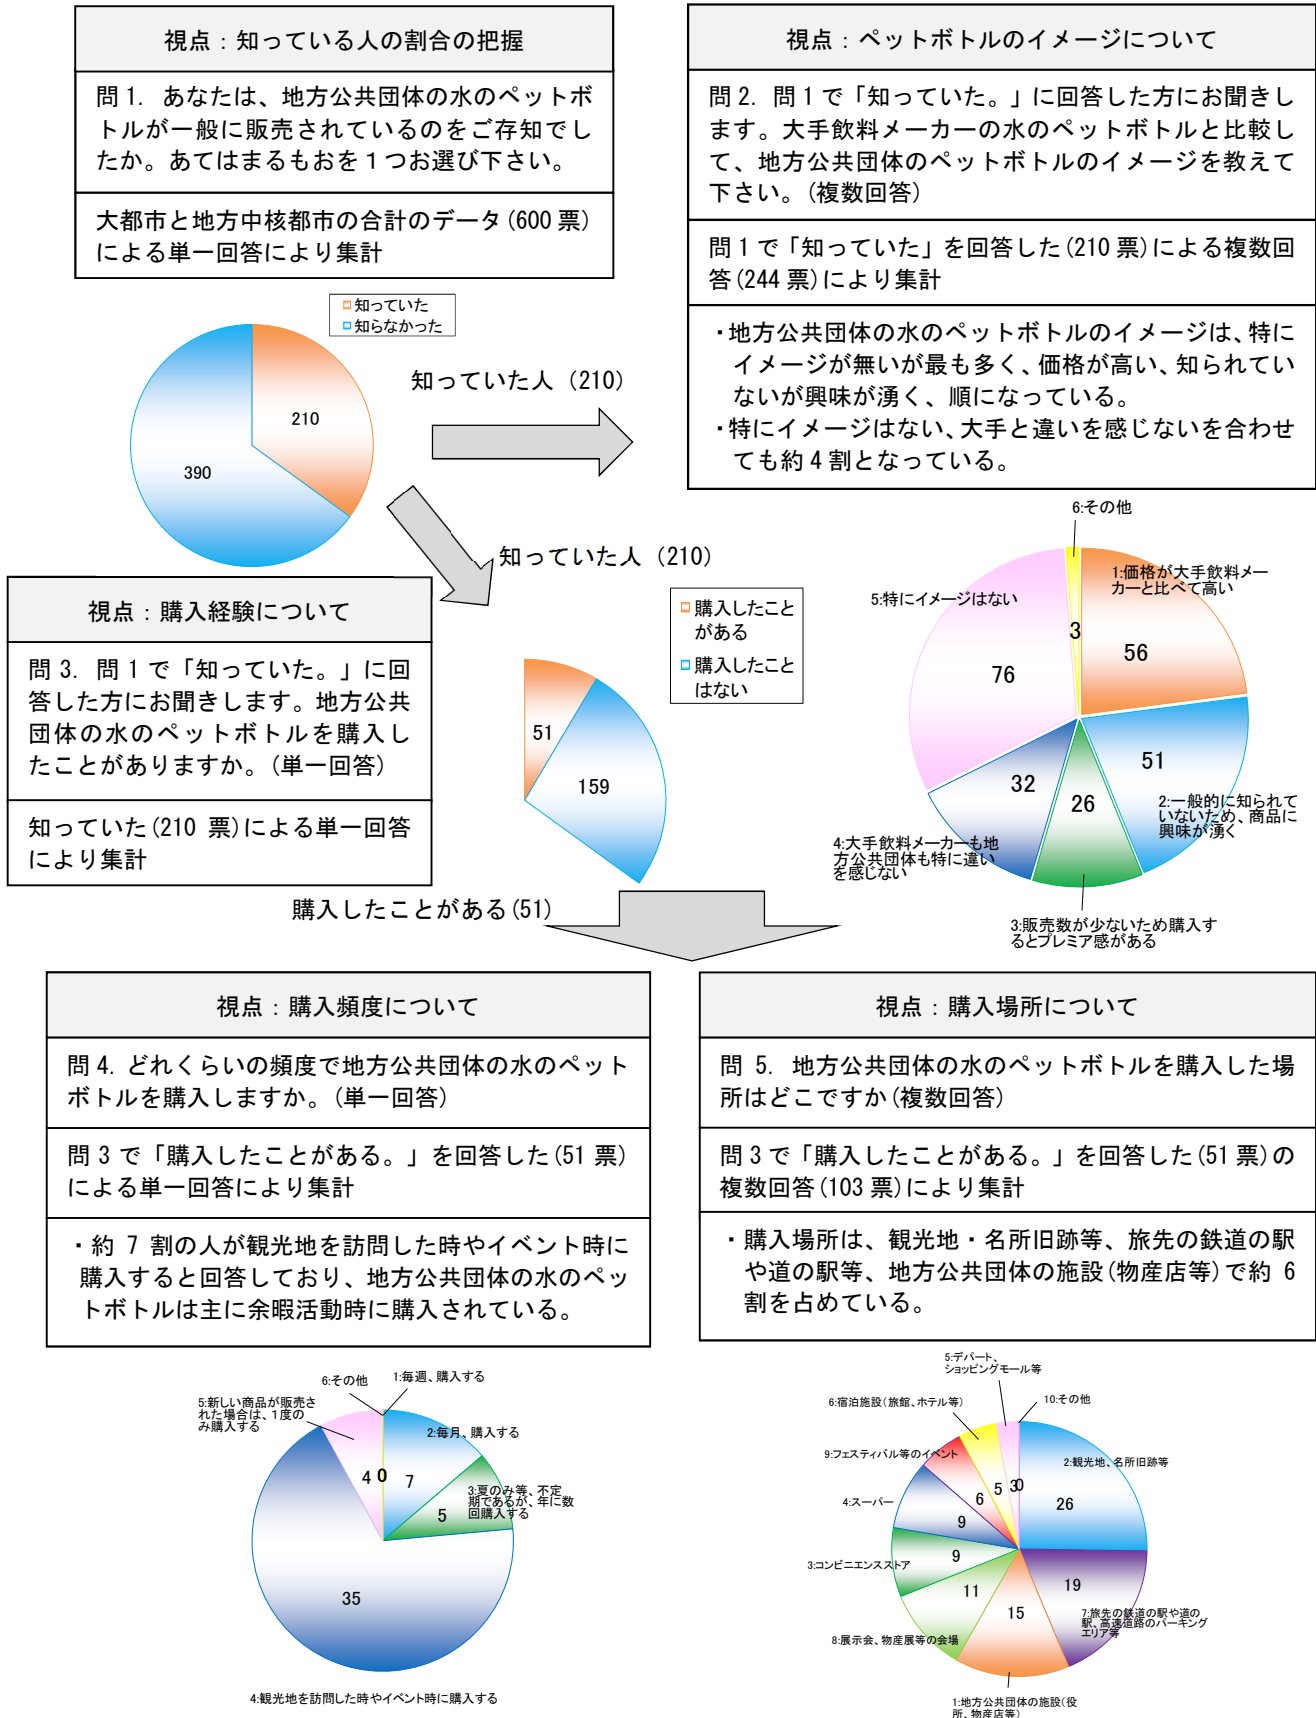 視点：知っている人の割合の把握
問 1. あなたは、地方公共団体の水のペットボ
トルが一般に販売されているのをご存知でし
たか。あてはまるもおを１つお選び下さい。
大都市と地方中核都市の合計のデータ(600 票)
による単一回答により集計
知っていた
知らなかった
210
390
知っていた人 (210)
知っていた人 (210)
視点：ペットボトルのイメージについて
問 2. 問 1 で「知っていた。」に回答した方にお聞きし
ます。大手飲料メーカーの水のペットボトルと比較し
て、地方公共団体のペットボトルのイメージを教えて
下さい。(複数回答)
問 1 で「知っていた」を回答した(210 票)による複数回
答(244 票)により集計
・地方公共団体の水のペットボトルのイメージは、特に
イメージが無いが最も多く、価格が高い、知られてい
ないが興味が湧く、順になっている。
・特にイメージはない、大手と違いを感じないを合わせ
ても約 4 割となっている。
6:その他
1:価格が大手飲料メー
カーと比べて高い
5:特にイメージはない
3
56
76
51
32
26
2:一般的に知られて
いないため、商品に
興味が湧く
4:大手飲料メーカーも地
方公共団体も特に違い
を感じない
3:販売数が少ないため購入す
るとプレミア感がある
視点：購入経験について
問 3. 問 1 で「知っていた。」に回
答した方にお聞きします。地方公共
団体の水のペットボトルを購入し
たことがありますか。(単一回答)
知っていた(210 票)による単一回答
により集計
購入したこと
がある
購入したこと
はない
51
159
購入したことがある(51)
視点：購入頻度について
問 4. どれくらいの頻度で地方公共団体の水のペット
ボトルを購入しますか。(単一回答)
問 3 で「購入したことがある。」を回答した(51 票)
による単一回答により集計
・約 7 割の人が観光地を訪問した時やイベント時に
購入すると回答しており、地方公共団体の水のペッ
トボトルは主に余暇活動時に購入されている。
6:その他
1:毎週、購入する
5:新しい商品が販売さ
れた場合は、1度の
み購入する
2:毎月、購入する
4
0
7
3:夏のみ等、不定
期であるが、年に数
回購入する
5
35
4:観光地を訪問した時やイベント時に購入する
視点：購入場所について
問 5. 地方公共団体の水のペットボトルを購入した場
所はどこですか(複数回答)
問 3 で「購入したことがある。」を回答した(51 票)の
複数回答(103 票)により集計
・購入場所は、観光地・名所旧跡等、旅先の鉄道の駅
や道の駅等、地方公共団体の施設(物産店等)で約 6
割を占めている。
5:デパート、
ショッピングモール等
6:宿泊施設(旅館、ホテル等)
10:その他
9:フェスティバル等のイベント
2:観光地、名所旧跡等
4:スーパー
5
3
0
26
6
9
3:コンビニエンスストア
9
19
11
15
7:旅先の鉄道の駅や道の
駅、高速道路のパーキング
エリア等
8:展示会、物産展等の会場
1:地方公共団体の施設(役
所、物産店等)